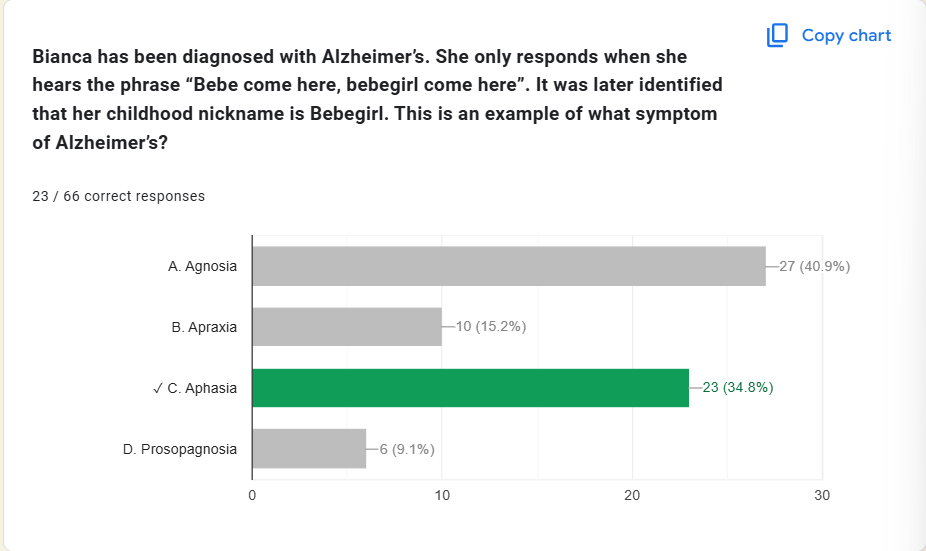 Copy chart
Bianca has been diagnosed with Alzheimer’s. She only responds when she
hears the phrase “Bebe come here, bebegirl come here”. It was later identified
that her childhood nickname is Bebegirl. This is an example of what symptom
of Alzheimer’s?
23 / 66 correct responses
A. Agnosia
27 (40.9%)
B. Apraxia
10 (15.2%)
✓ C. Aphasia
23 (34.8%)
D. Prosopagnosia
6 (9.1%)
0 10 20 30